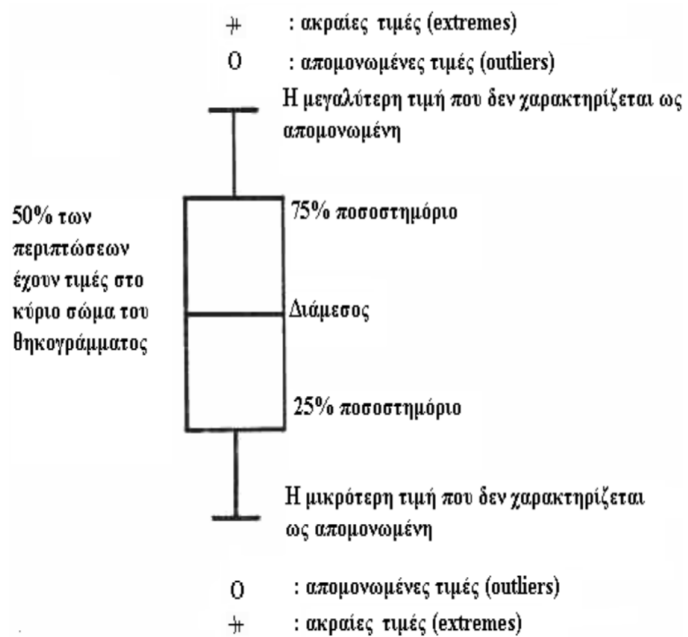 ⚹ : ακραίες τιμές (extremes)
O : απομονωμένες τιμές (outliers)
Η μεγαλύτερη τιμή που δεν χαρακτηρίζεται ως
απομονωμένη
75% ποσοστημόριο
50% των
περιπτώσεων
έχουν τιμές στο
κύριο σώμα του
θηκογράμματος
Διάμεσος
25% ποσοστημόριο
Η μικρότερη τιμή που δεν χαρακτηρίζεται
ως απομονωμένη
O : απομονωμένες τιμές (outliers)
⚹ : ακραίες τιμές (extremes)